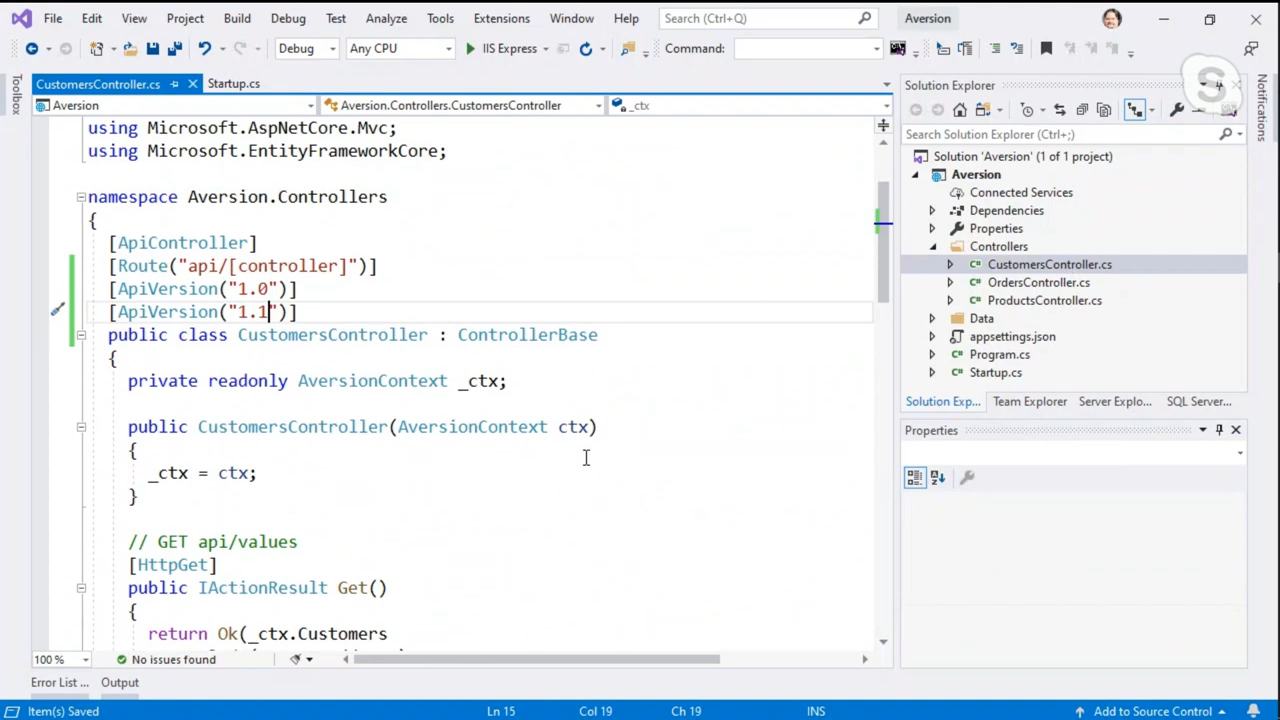 File Edit View Project Build Debug Test Analyze Tools Extensions Window Help Search (Ctrl+Q) Aversion
Debug Any CPU IIS Express Command:
CustomersController.cs Startup.cs
Aversion Aversion.Controllers.CustomersController _ctx
Toolbox
using Microsoft.AspNetCore.Mvc;
using Microsoft.EntityFrameworkCore;
namespace Aversion.Controllers
{
[ApiController]
[Route("api/[controller]")]
[ApiVersion("1.0")]
[ApiVersion("1.1")]
public class CustomersController : ControllerBase
{
private readonly AversionContext _ctx;
public CustomersController(AversionContext ctx)
{
_ctx = ctx;
}
// GET api/values
[HttpGet]
public IActionResult Get()
{
return Ok(_ctx.Customers
100 % No issues found
Solution Explorer
S
Search Solution Explorer (Ctrl+;)
Solution 'Aversion' (1 of 1 project)
Aversion
Connected Services
Dependencies
Properties
Controllers
C# CustomersController.cs
C# OrdersController.cs
C# ProductsController.cs
Data
appsettings.json
C# Program.cs
C# Startup.cs
Solution Exp... Team Explorer Server Explo... SQL Server...
Properties
Notifications
Error List ... Output
Item(s) Saved Ln 15 Col 19 Ch 19 INS Add to Source Control